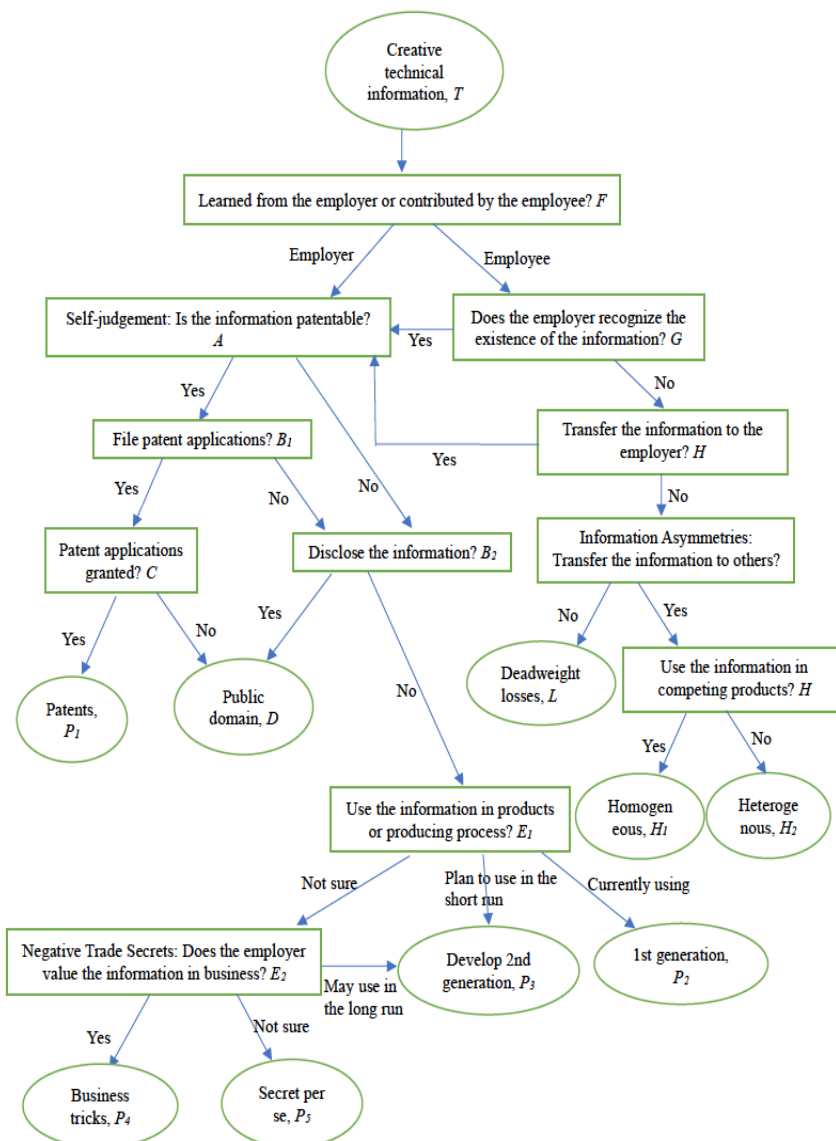 Creative
technical
information, T
Learned from the employer or contributed by the employee? F
Employer
Employee
Self-judgement: Is the information patentable?
A
Does the employer recognize the
existence of the information? G
Yes
Yes
No
File patent applications? B1
Transfer the information to the
employer? H
Yes
Yes
No
No
No
Patent applications
granted? C
Disclose the information? B2
Information Asymmetries:
Transfer the information to others?
Yes
No
Yes
No
Yes
Patents,
P1
Public
domain, D
No
Deadweight
losses, L
Use the information in
competing products? H
Yes
No
Use the information in products
or producing process? E1
Homogen
eous, H1
Heteroge
nous, H2
Not sure
Plan to use in the
short run
Currently using
Negative Trade Secrets: Does the employer
value the information in business? E2
May use in
the long run
Develop 2nd
generation, P3
1st generation,
P2
Yes
Not sure
Business
tricks, P4
Secret per
se, P5